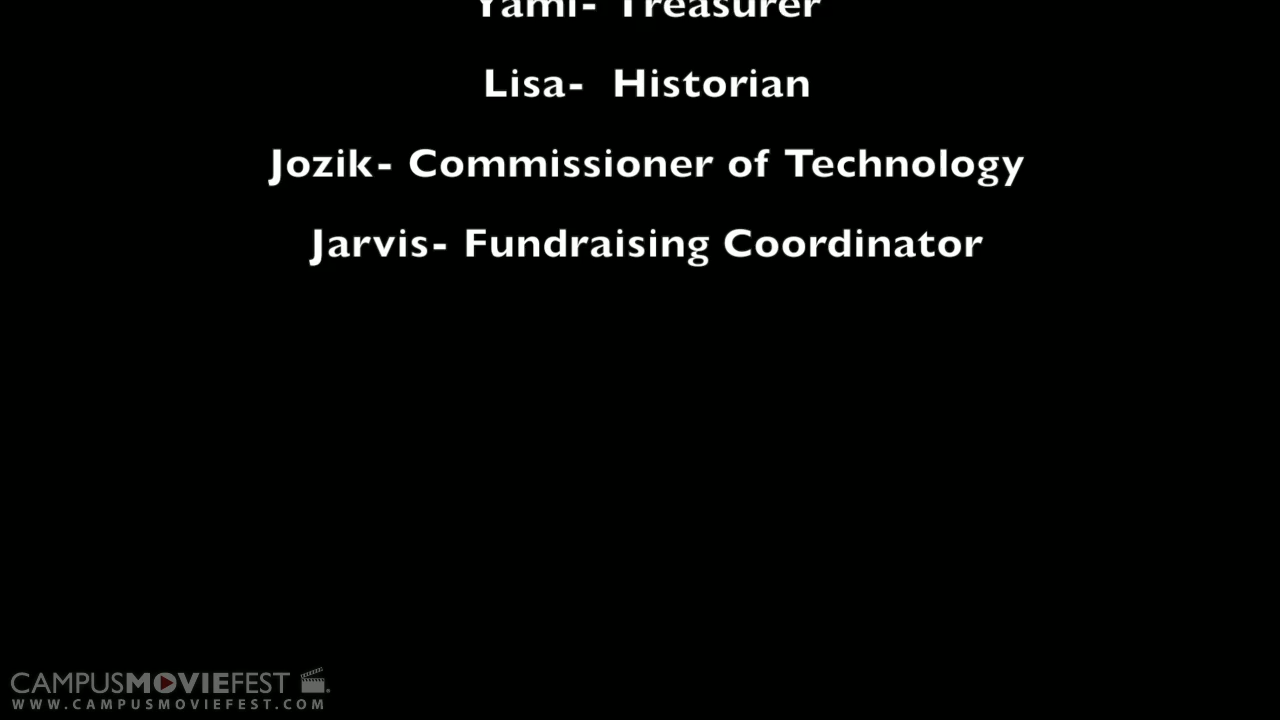 Yami- Treasurer
Lisa- Historian
Jozik- Commissioner of Technology
Jarvis- Fundraising Coordinator
CAMPUSMOVIEFEST
WWW.CAMPUSMOVIEFEST.COM